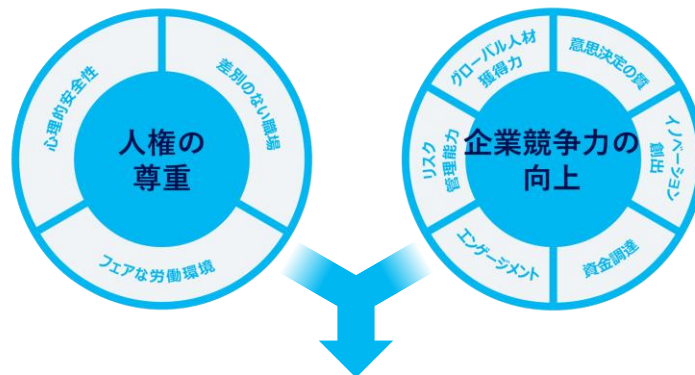 心理的安全性
差別のない職場
人権の
尊重
フェアな労働環境
グローバル人材
獲得力
意思決定の質
リスク
管理能力
企業競争力の
向上
イノベーション
創出
エンゲージメント
資金調達